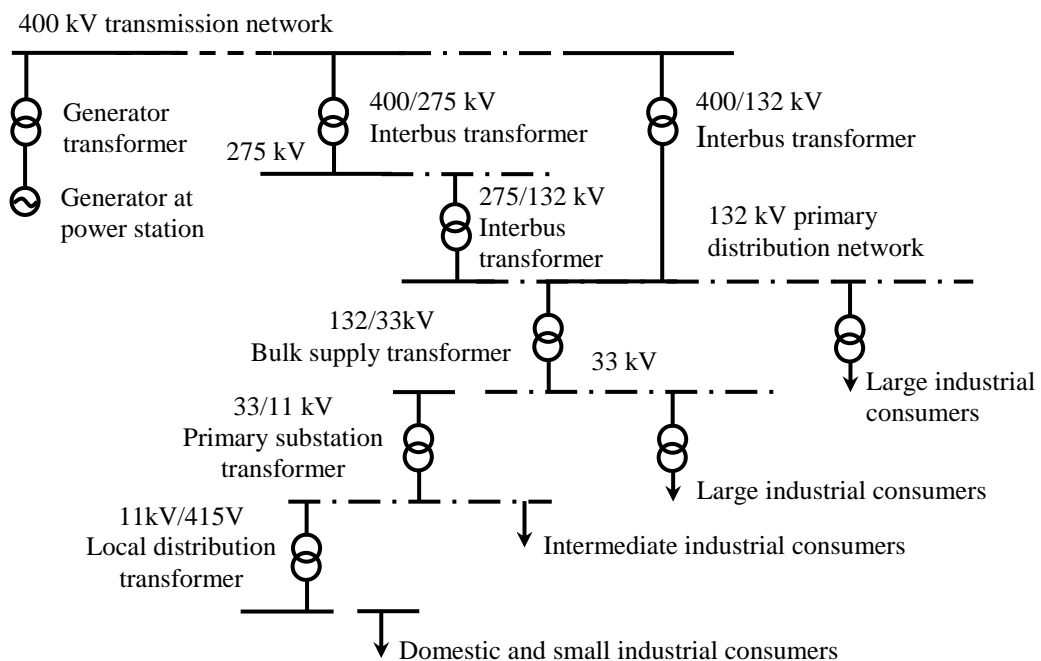 400 kV transmission network
Generator
transformer
400/275 kV
Interbus transformer
400/132 kV
Interbus transformer
275 kV
Generator at
power station
275/132 kV
Interbus
transformer
132 kV primary
distribution network
132/33kV
Bulk supply transformer
33 kV
Large industrial
consumers
33/11 kV
Primary substation
transformer
Large industrial consumers
11kV/415V
Local distribution
transformer
Intermediate industrial consumers
Domestic and small industrial consumers